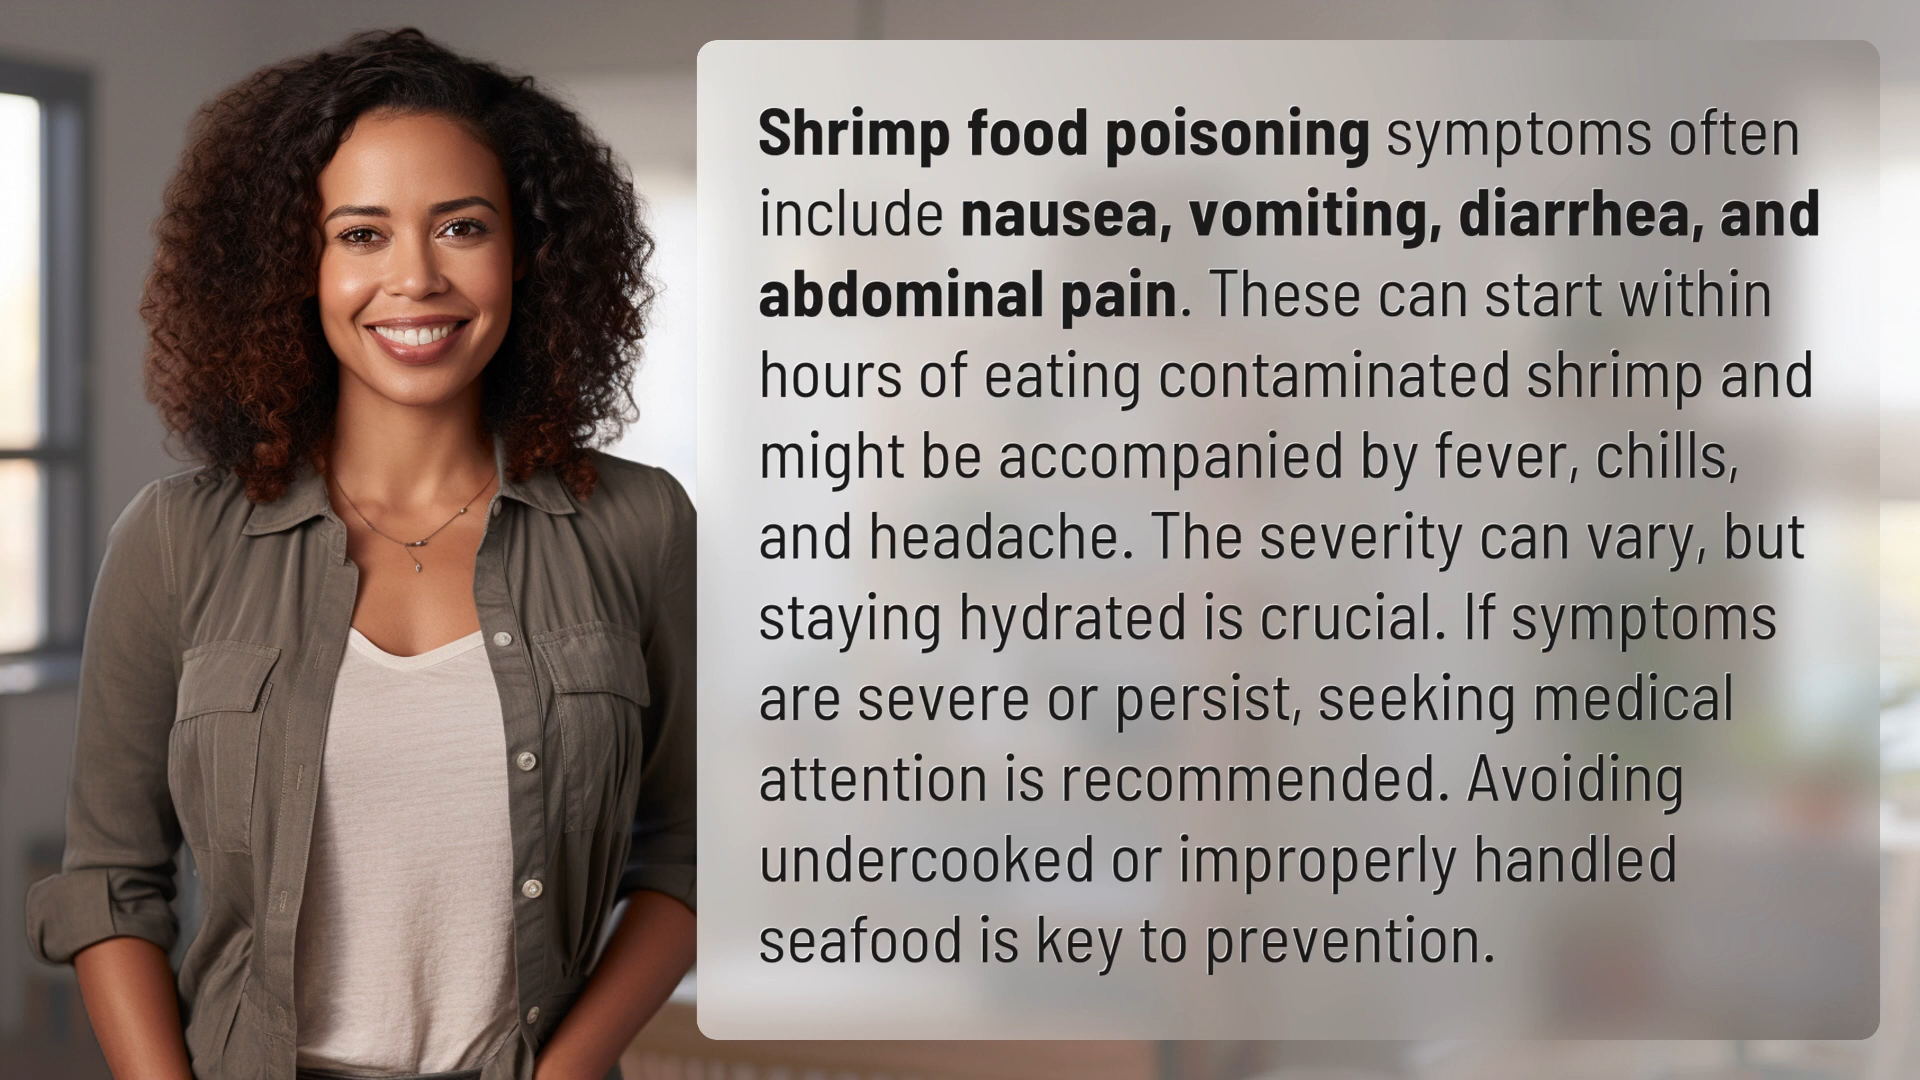 Shrimp food poisoning symptoms often
include nausea, vomiting, diarrhea, and
abdominal pain. These can start within
hours of eating contaminated shrimp and
might be accompanied by fever, chills,
and headache. The severity can vary, but
staying hydrated is crucial. If symptoms
are severe or persist, seeking medical
attention is recommended. Avoiding
undercooked or improperly handled
seafood is key to prevention.